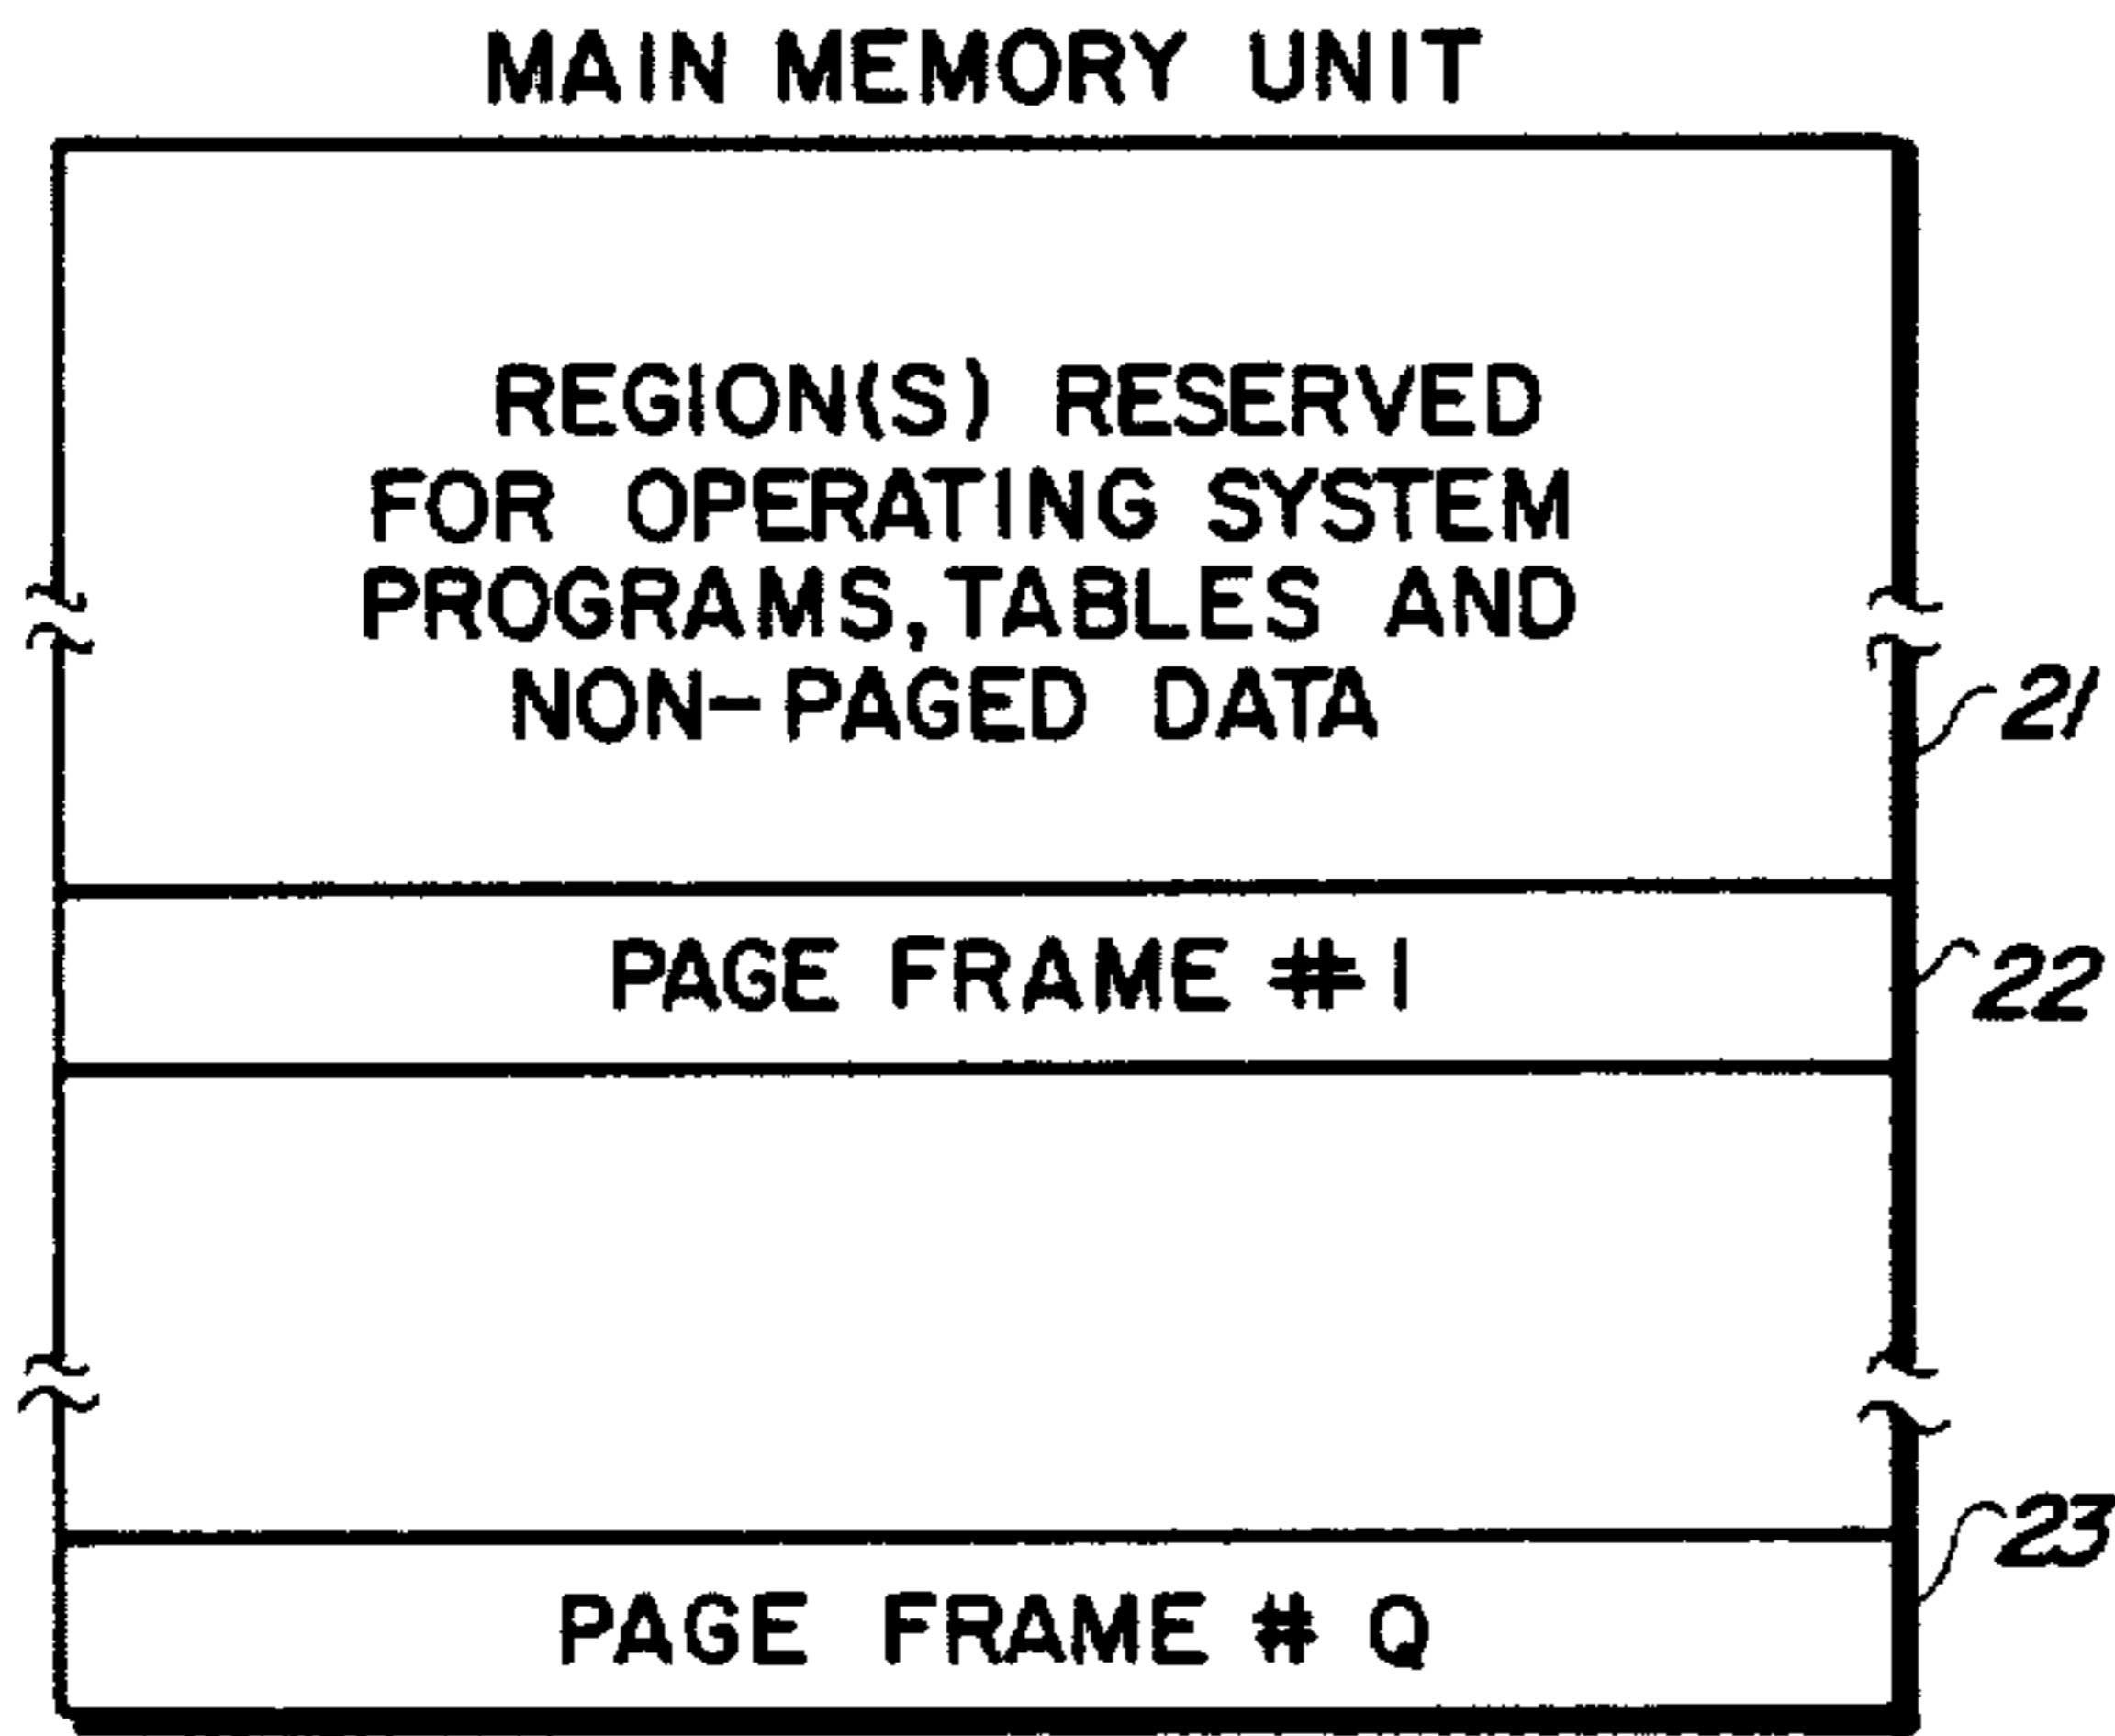 MAIN MEMORY UNIT
REGION(S) RESERVED
FOR OPERATING SYSTEM
PROGRAMS, TABLES AND
NON-PAGED DATA
21
PAGE FRAME #1
22
23
PAGE FRAME # Q